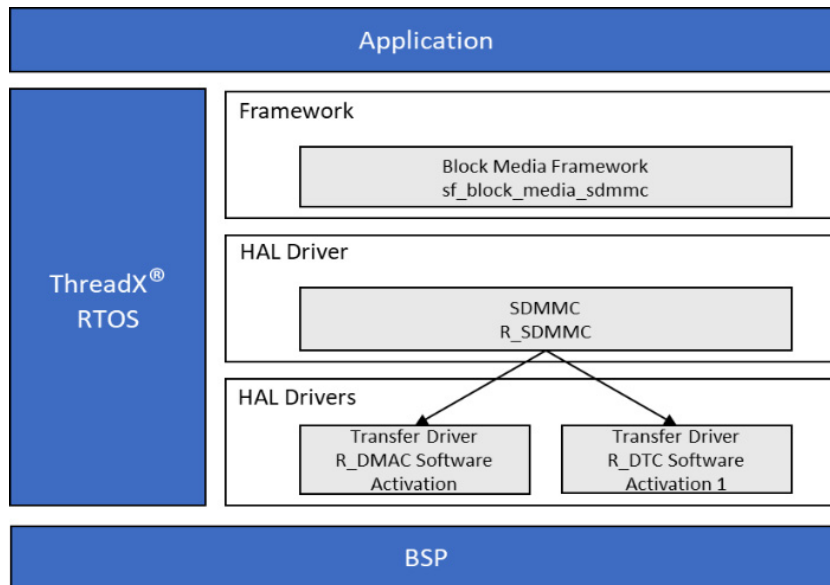 Application
Framework
Block Media Framework
sf_block_media_sdmmc
ThreadX®
RTOS
HAL Driver
SDMMC
R_SDMMC
HAL Drivers
Transfer Driver
R_DMAC Software
Activation
Transfer Driver
R_DTC Software
Activation 1
BSP